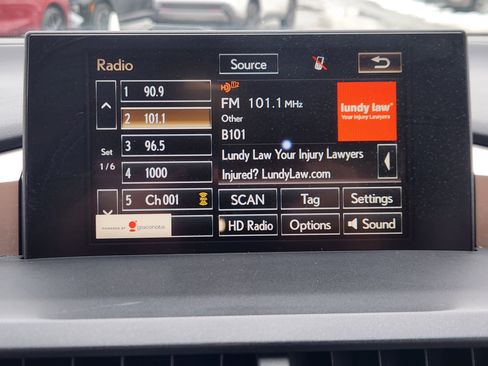 Radio
Source
1 90.9
2 101.1
3 96.5
4 1000
5 Ch 001
Set
1/6
HD
FM 101.1 MHz
Other
B101
lundy law
Your Injury Lawyers
Lundy Law Your Injury Lawyers
Injured? LundyLaw.com
SCAN
Tag
Settings
HD Radio
Options
Sound
POWERED BY glaconobi